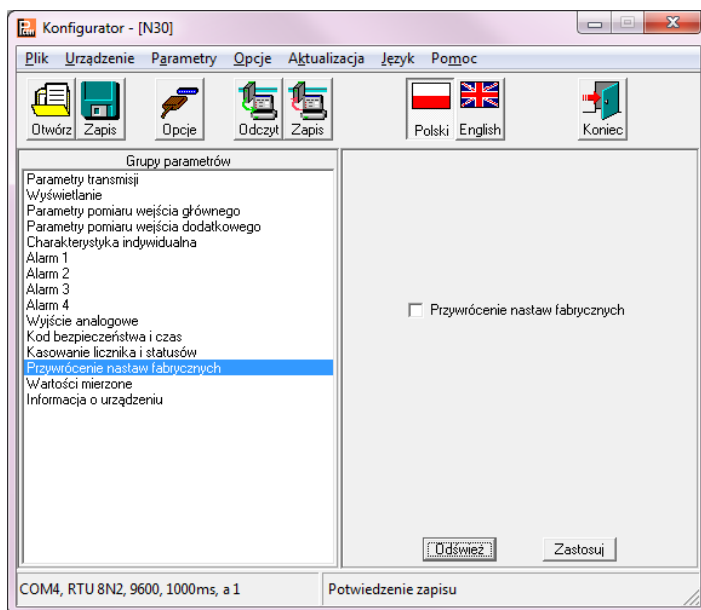 Konfigurator - [N30]
Plik Urządzenie Parametry Opcje Aktualizacja Język Pomoc
Otwórz Zapis Opcje Odczyt Zapis Polski English Koniec
Grupy parametrów
Parametry transmisji
Wyświetlanie
Parametry pomiaru wejścia głównego
Parametry pomiaru wejścia dodatkowego
Charakterystyka indywidualna
Alarm 1
Alarm 2
Alarm 3
Alarm 4
Wyjście analogowe
Kod bezpieczeństwa i czas
Kasowanie licznika i statusów
Przywrócenie nastaw fabrycznych
Wartości mierzone
Informacja o urządzeniu
Przywrócenie nastaw fabrycznych
Odśwież Zastosuj
COM4, RTU 8N2, 9600, 1000ms, a 1 Potwiedzenie zapisu